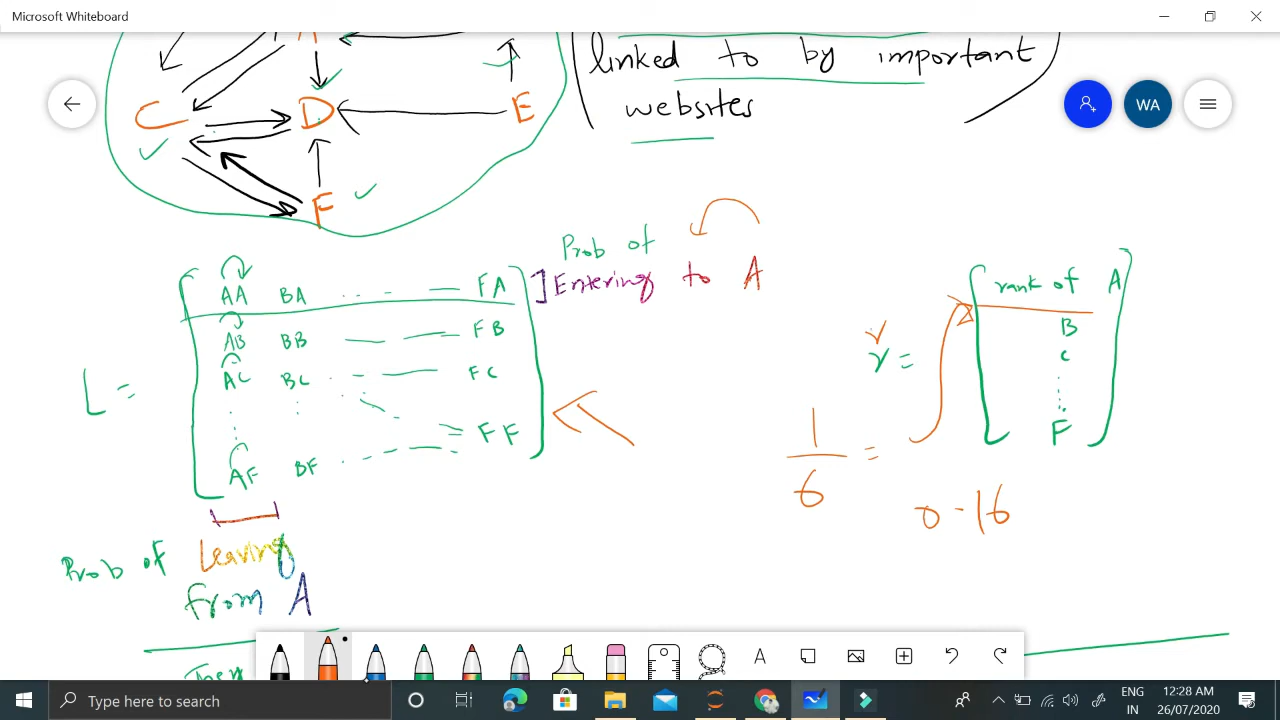 Microsoft Whiteboard
A
linked to by important
websites
C D E
F
WA
Prob of
Entering to A
L =
AA BA ... FA
AB BB FB
AC BC FC
FF
AF BF
r =
rank of A
B
C
F
1
6
=
0.16
Prob of Leaving
from A
A
Type here to search
ENG
IN
12:28 AM
26/07/2020